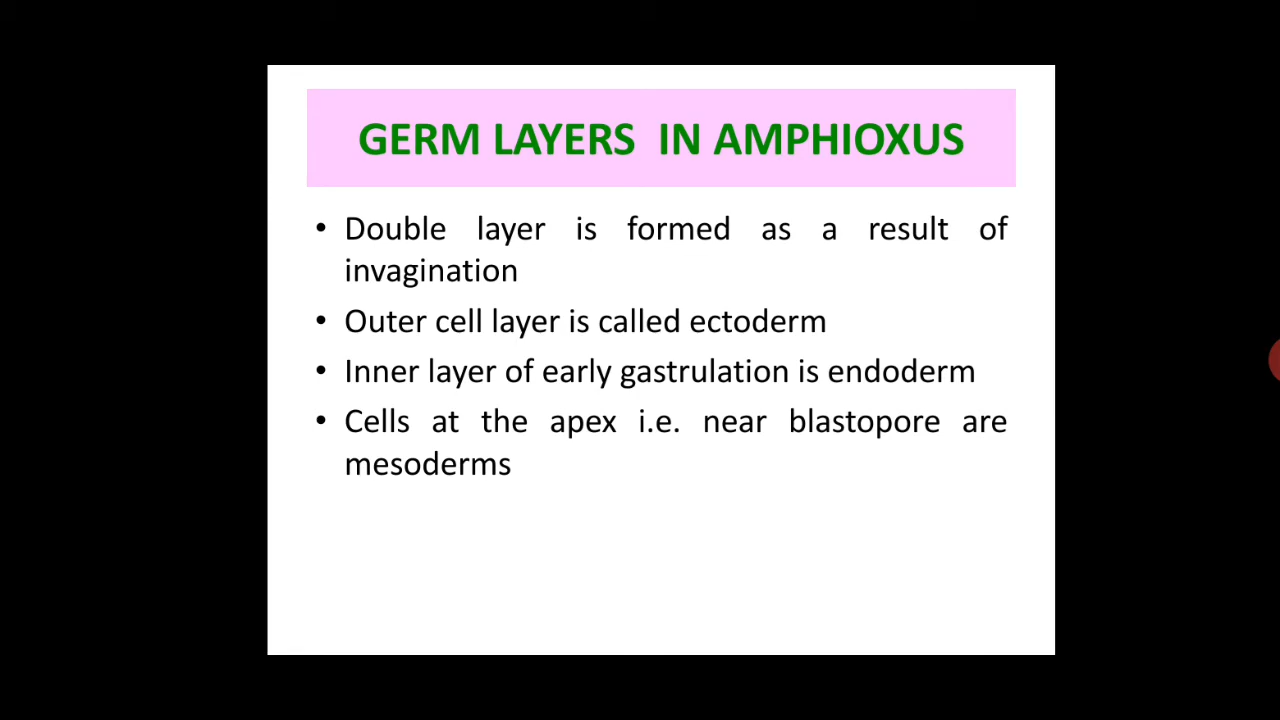 GERM LAYERS IN AMPHIOXUS
• Double layer is formed as a result of
invagination
• Outer cell layer is called ectoderm
• Inner layer of early gastrulation is endoderm
• Cells at the apex i.e. near blastopore are
mesoderms